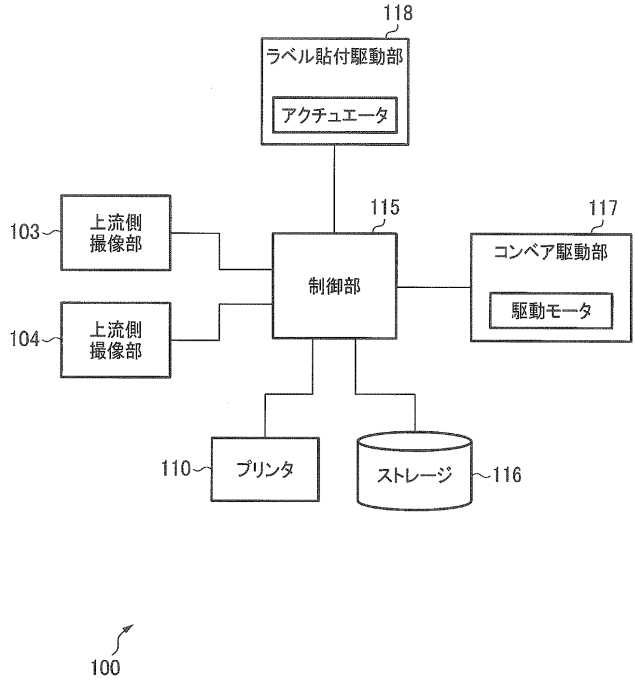 118
ラベル貼付駆動部
アクチュエータ
103
上流側
撮像部
115
制御部
117
コンベア駆動部
駆動モータ
104
上流側
撮像部
110
プリンタ
ストレージ
116
100